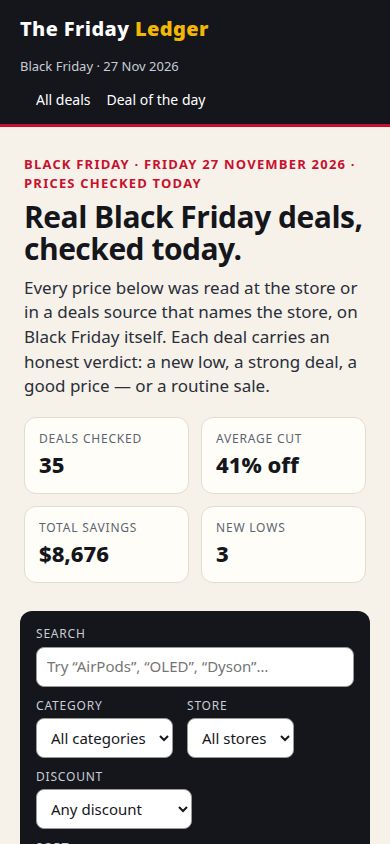 The Friday Ledger
Black Friday · 27 Nov 2026
All deals Deal of the day
BLACK FRIDAY · FRIDAY 27 NOVEMBER 2026 ·
PRICES CHECKED TODAY
Real Black Friday deals,
checked today.
Every price below was read at the store or
in a deals source that names the store, on
Black Friday itself. Each deal carries an
honest verdict: a new low, a strong deal, a
good price — or a routine sale.
DEALS CHECKED
35
AVERAGE CUT
41% off
TOTAL SAVINGS
$8,676
NEW LOWS
3
SEARCH
Try “AirPods”, “OLED”, “Dyson”…
CATEGORY
All categories
STORE
All stores
DISCOUNT
Any discount